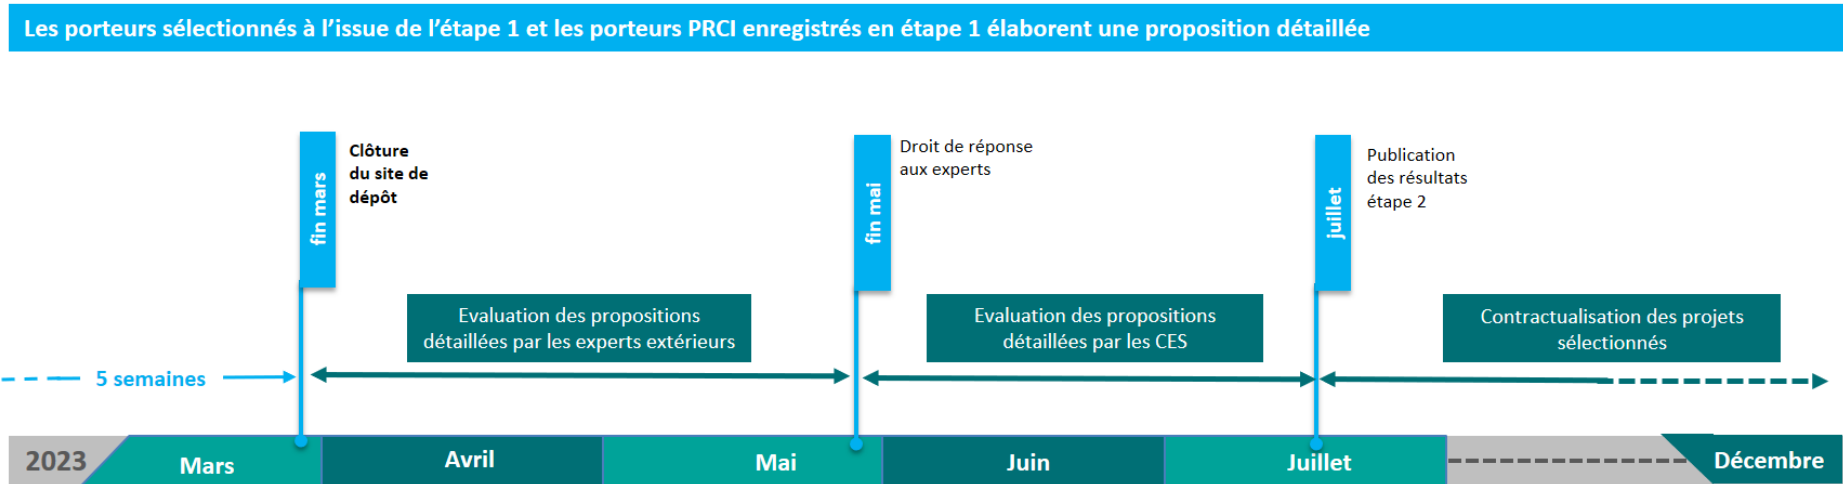 Les porteurs sélectionnés à l’issue de l’étape 1 et les porteurs PRCI enregistrés en étape 1 élaborent une proposition détaillée
fin mars
Clôture
du site de
dépôt
fin mai
Droit de réponse
aux experts
juillet
Publication
des résultats
étape 2
Evaluation des propositions
détaillées par les experts extérieurs
Evaluation des propositions
détaillées par les CES
Contractualisation des projets
sélectionnés
5 semaines
2023
Mars
Avril
Mai
Juin
Juillet
Décembre